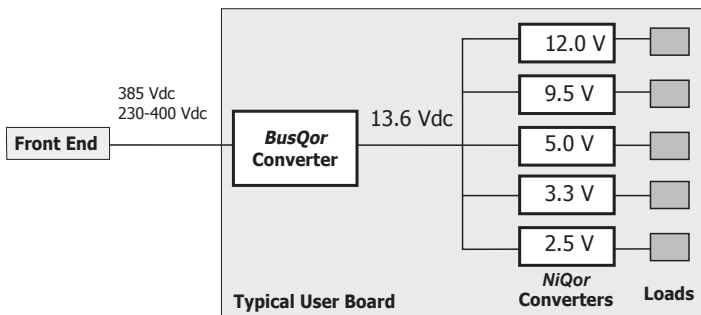 385 Vdc
230-400 Vdc
Front End
BusQor
Converter
13.6 Vdc
12.0 V
9.5 V
5.0 V
3.3 V
2.5 V
NiQor
Converters
Loads
Typical User Board